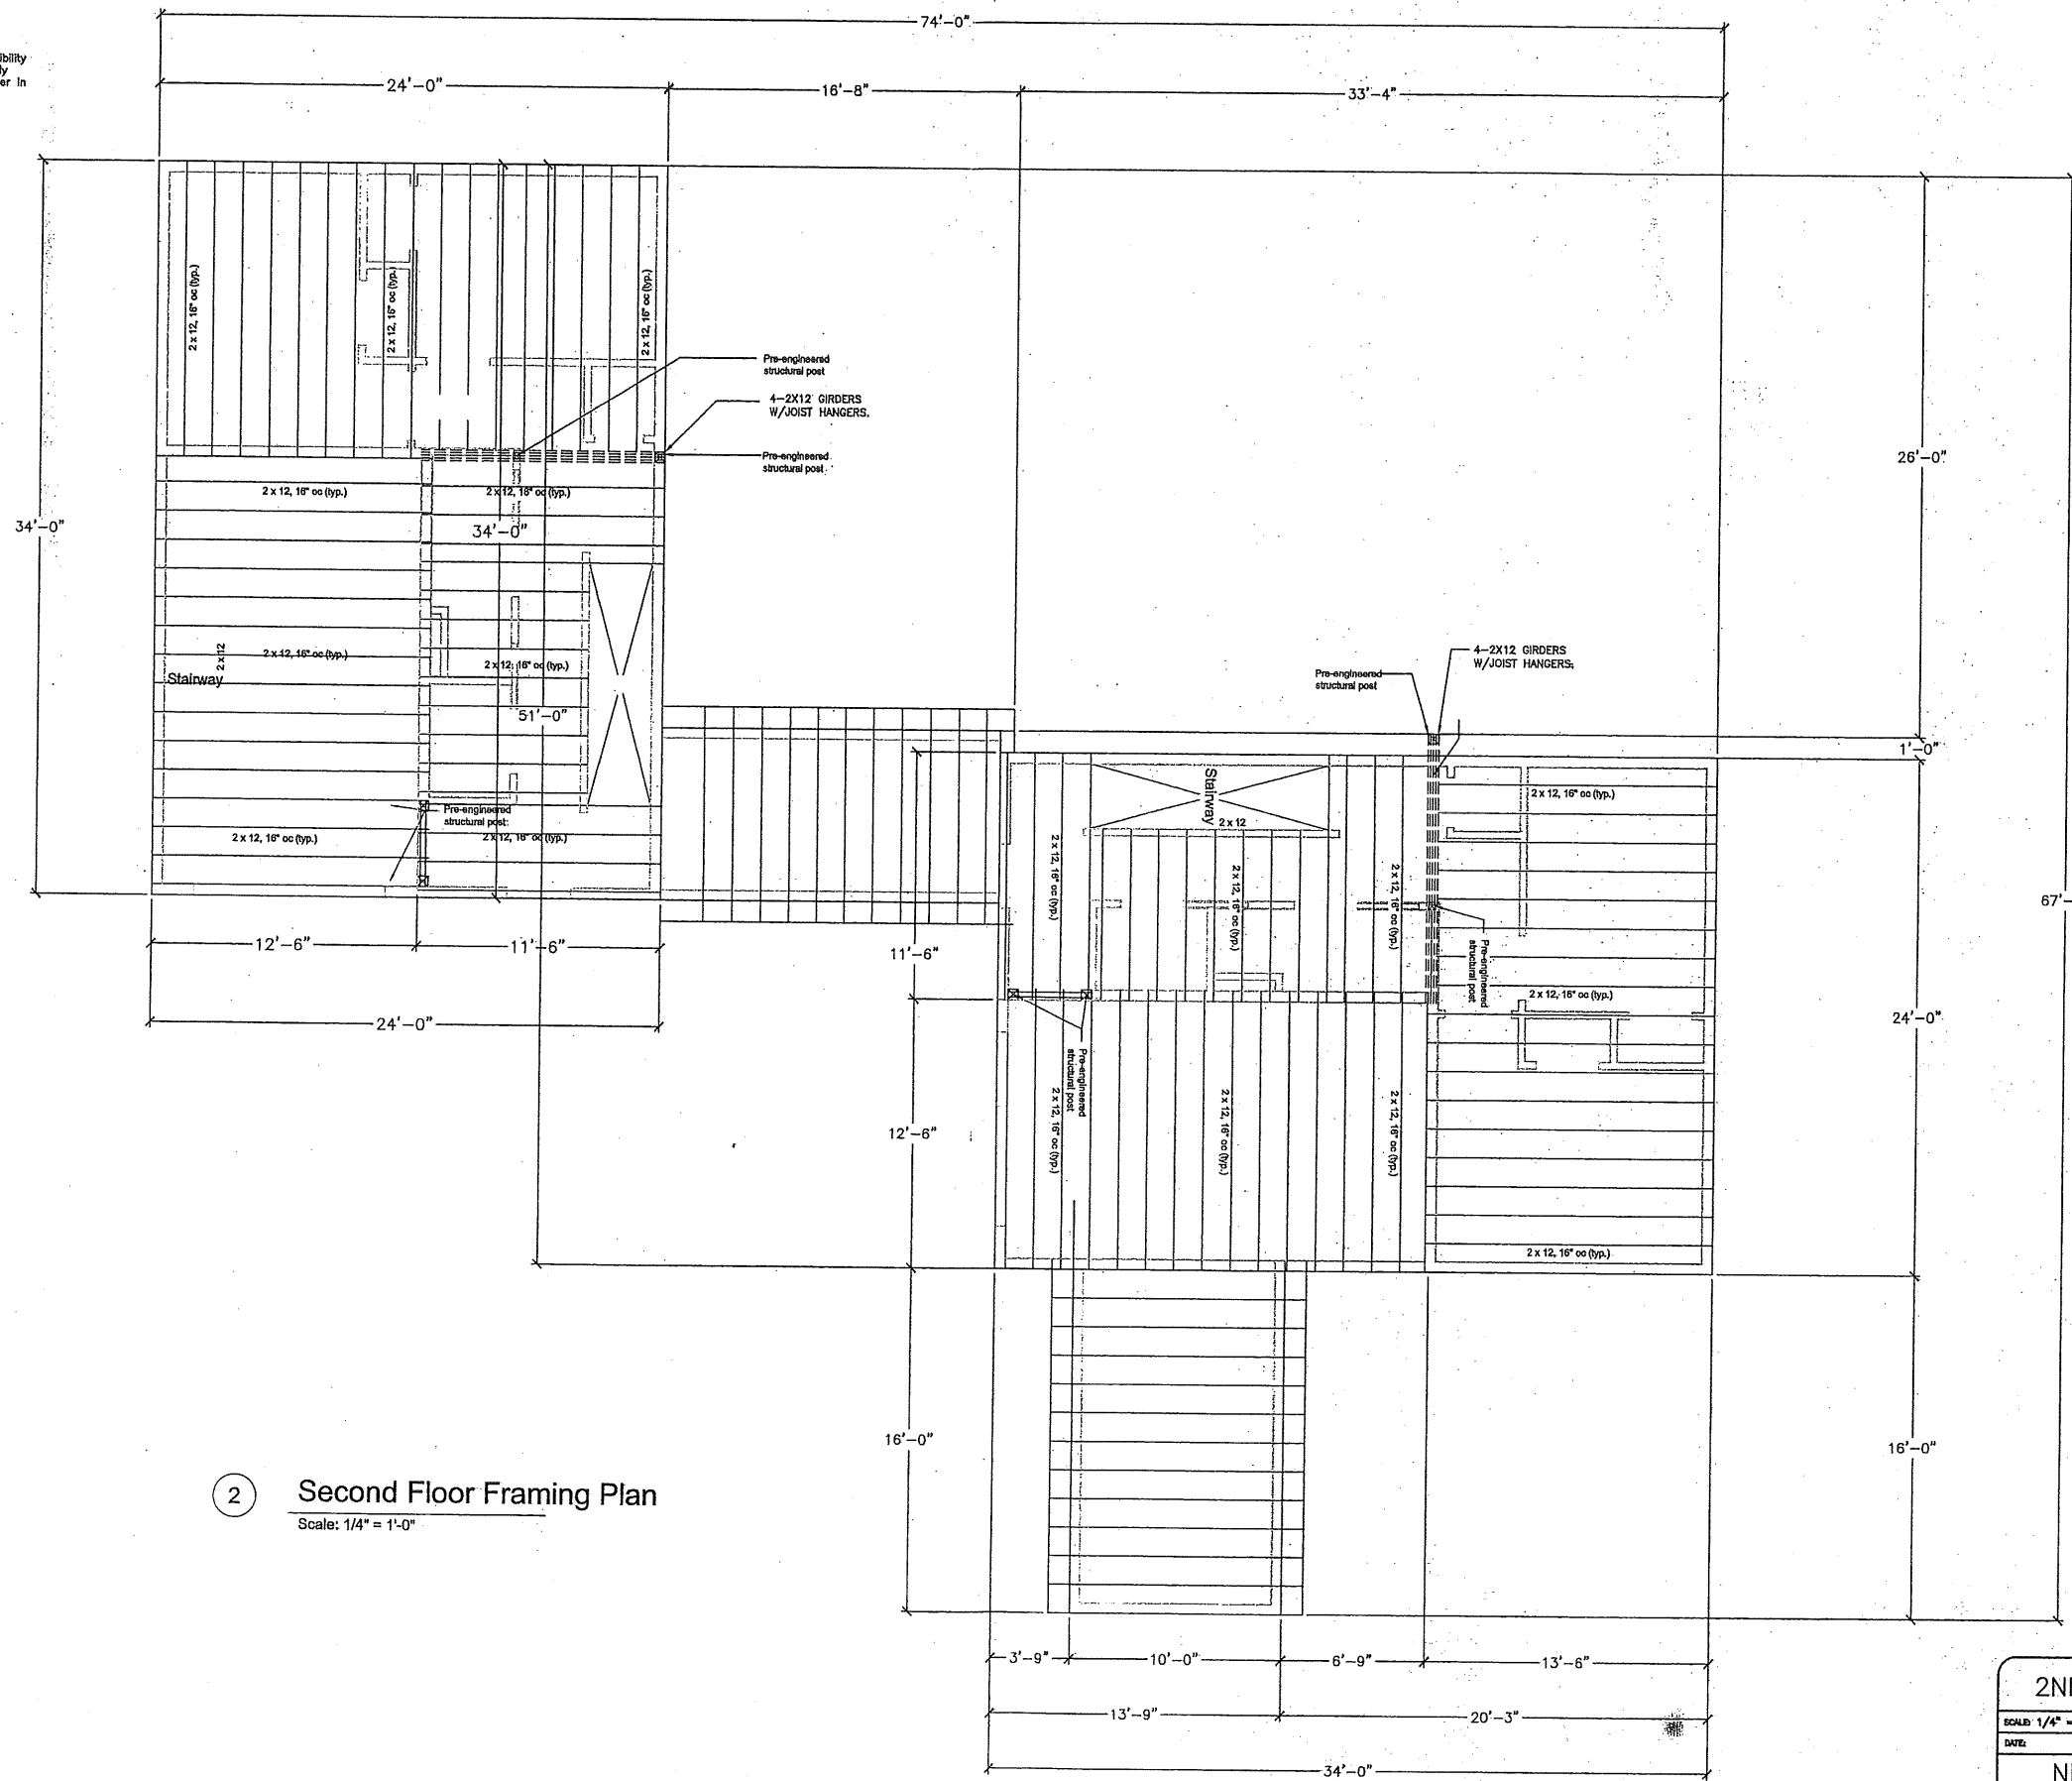 74'-0"
ibility
ly
er in
24'-0"
16'-8"
33'-4"
2 x 12, 16" oc (typ.)
2 x 12, 16" oc (typ.)
2 x 12, 16" oc (typ.)
Pre-engineered
structural post
4-2X12 GIRDERS
W/JOIST HANGERS.
Pre-engineered
structural post
26'-0"
2 x 12, 16" oc (typ.)
2 x 12, 16" oc (typ.)
34'-0"
34'-0"
2 x 12
2 x 12, 16" oc (typ.)
2 x 12, 16" oc (typ.)
Stairway
4-2X12 GIRDERS
W/JOIST HANGERS.
Pre-engineered
structural post
51'-0"
1'-0"
Stairway
2 x 12
2 x 12, 16" oc (typ.)
Pre-engineered
structural post
2 x 12, 16" oc (typ.)
2 x 12, 16" oc (typ.)
2 x 12, 16" oc (typ.)
2 x 12, 16" oc (typ.)
2 x 12, 16" oc (typ.)
67'-
12'-6"
11'-6"
11'-6"
Pre-engineered
structural post
2 x 12, 16" oc (typ.)
24'-0"
24'-0"
Pre-engineered
structural post
2 x 12, 16" oc (typ.)
2 x 12, 16" oc (typ.)
2 x 12, 16" oc (typ.)
12'-6"
2 x 12, 16" oc (typ.)
16'-0"
16'-0"
2
Second Floor Framing Plan
Scale: 1/4" = 1'-0"
3'-9"
10'-0"
6'-9"
13'-6"
13'-9"
20'-3"
34'-0"
2N
SCALE: 1/4" =
DATE:
N